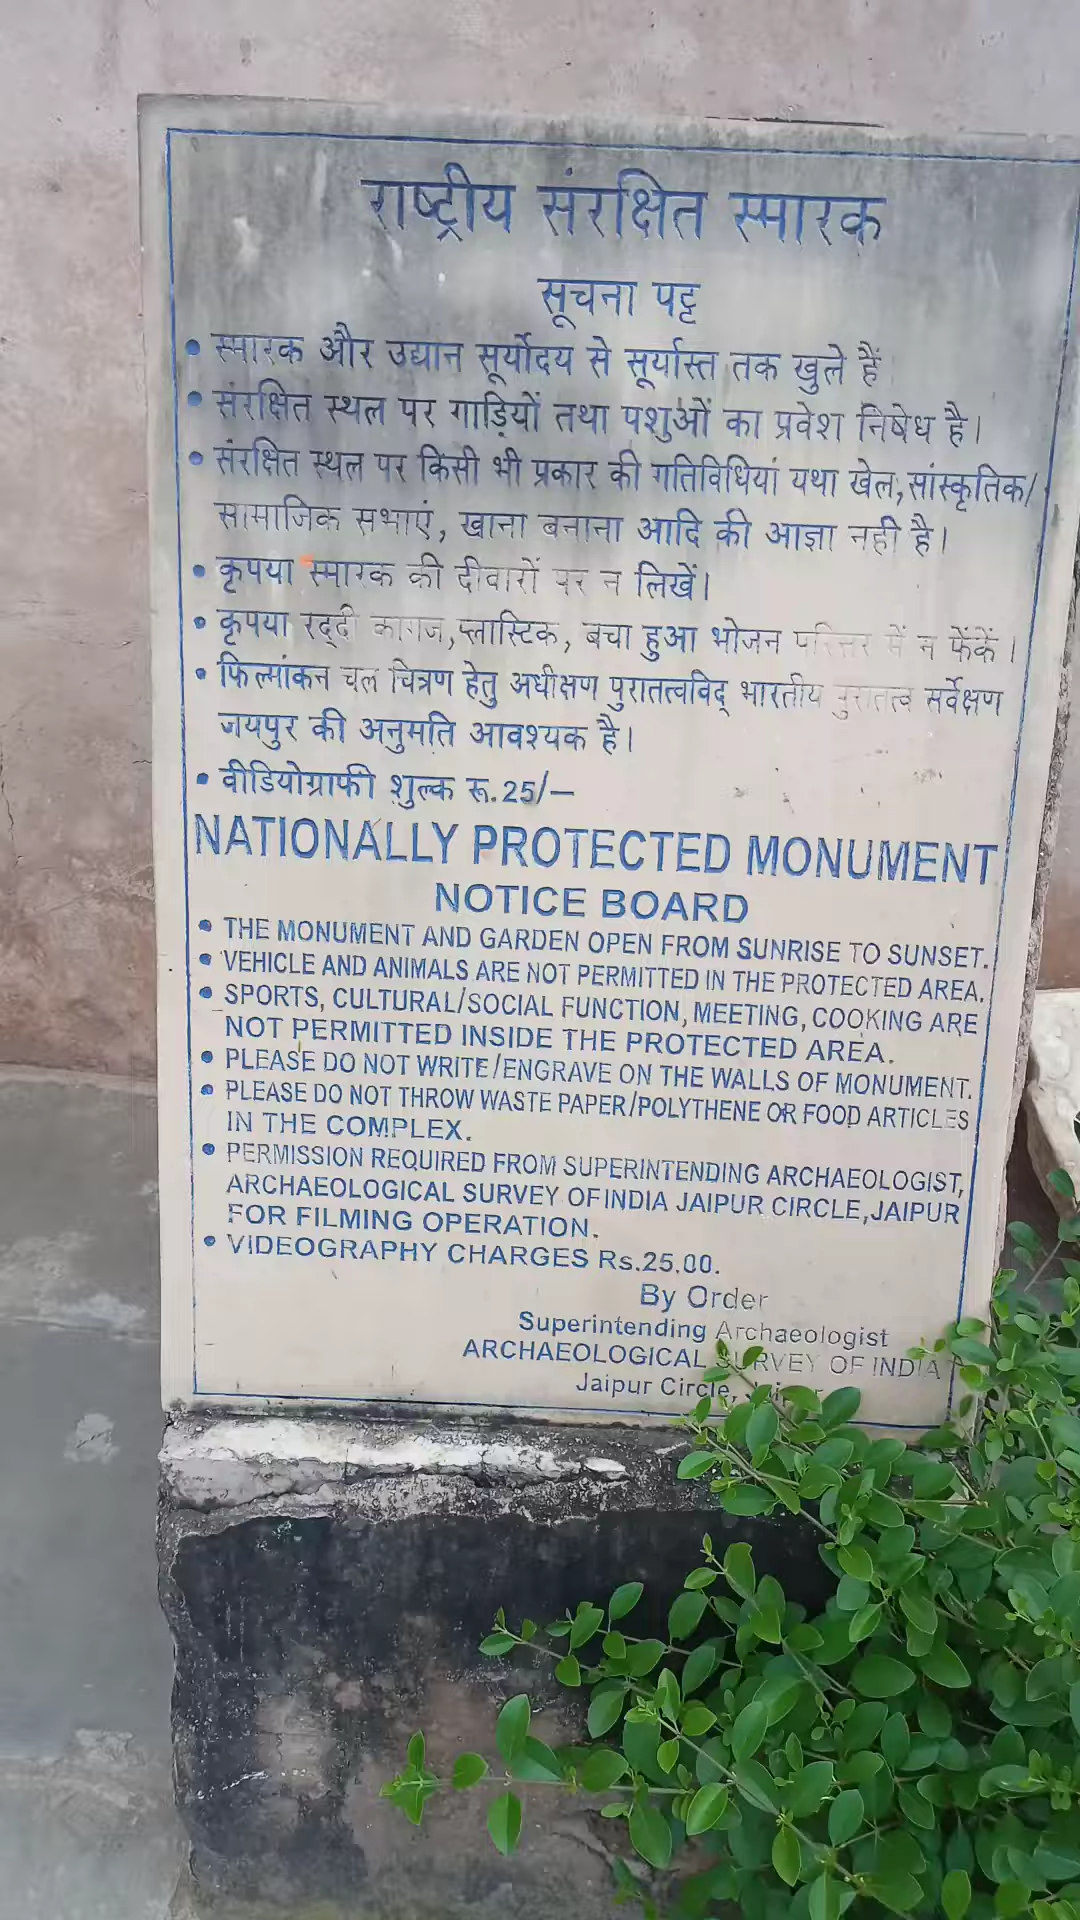 राष्ट्रीय संरक्षित स्मारक
सूचना पट्ट
• स्मारक और उद्यान सूर्योदय से सूर्यास्त तक खुले हैं
• संरक्षित स्थल पर गाड़ियों तथा पशुओं का प्रवेश निषेध है।
• संरक्षित स्थल पर किसी भी प्रकार की गतिविधियां यथा खेल, सांस्कृतिक/
सामाजिक सभाएं, खाना बनाना आदि की आज्ञा नही है।
• कृपया स्मारक की दीवारों पर न लिखें।
• कृपया रद्दी कागज, प्लास्टिक, बचा हुआ भोजन परिसर में न फेंकें।
• फिल्मांकन चल चित्रण हेतु अधीक्षण पुरातत्वविद् भारतीय पुरातत्व सर्वेक्षण
जयपुर की अनुमति आवश्यक है।
• वीडियोग्राफी शुल्क रू. 25/–
NATIONALLY PROTECTED MONUMENT
NOTICE BOARD
• THE MONUMENT AND GARDEN OPEN FROM SUNRISE TO SUNSET.
• VEHICLE AND ANIMALS ARE NOT PERMITTED IN THE PROTECTED AREA.
• SPORTS, CULTURAL/SOCIAL FUNCTION, MEETING, COOKING ARE
NOT PERMITTED INSIDE THE PROTECTED AREA.
• PLEASE DO NOT WRITE/ENGRAVE ON THE WALLS OF MONUMENT.
• PLEASE DO NOT THROW WASTE PAPER/POLYTHENE OR FOOD ARTICLES
IN THE COMPLEX.
• PERMISSION REQUIRED FROM SUPERINTENDING ARCHAEOLOGIST,
ARCHAEOLOGICAL SURVEY OF INDIA JAIPUR CIRCLE, JAIPUR
FOR FILMING OPERATION.
• VIDEOGRAPHY CHARGES Rs.25.00.
By Order
Superintending Archaeologist
ARCHAEOLOGICAL SURVEY OF INDIA
Jaipur Circle,